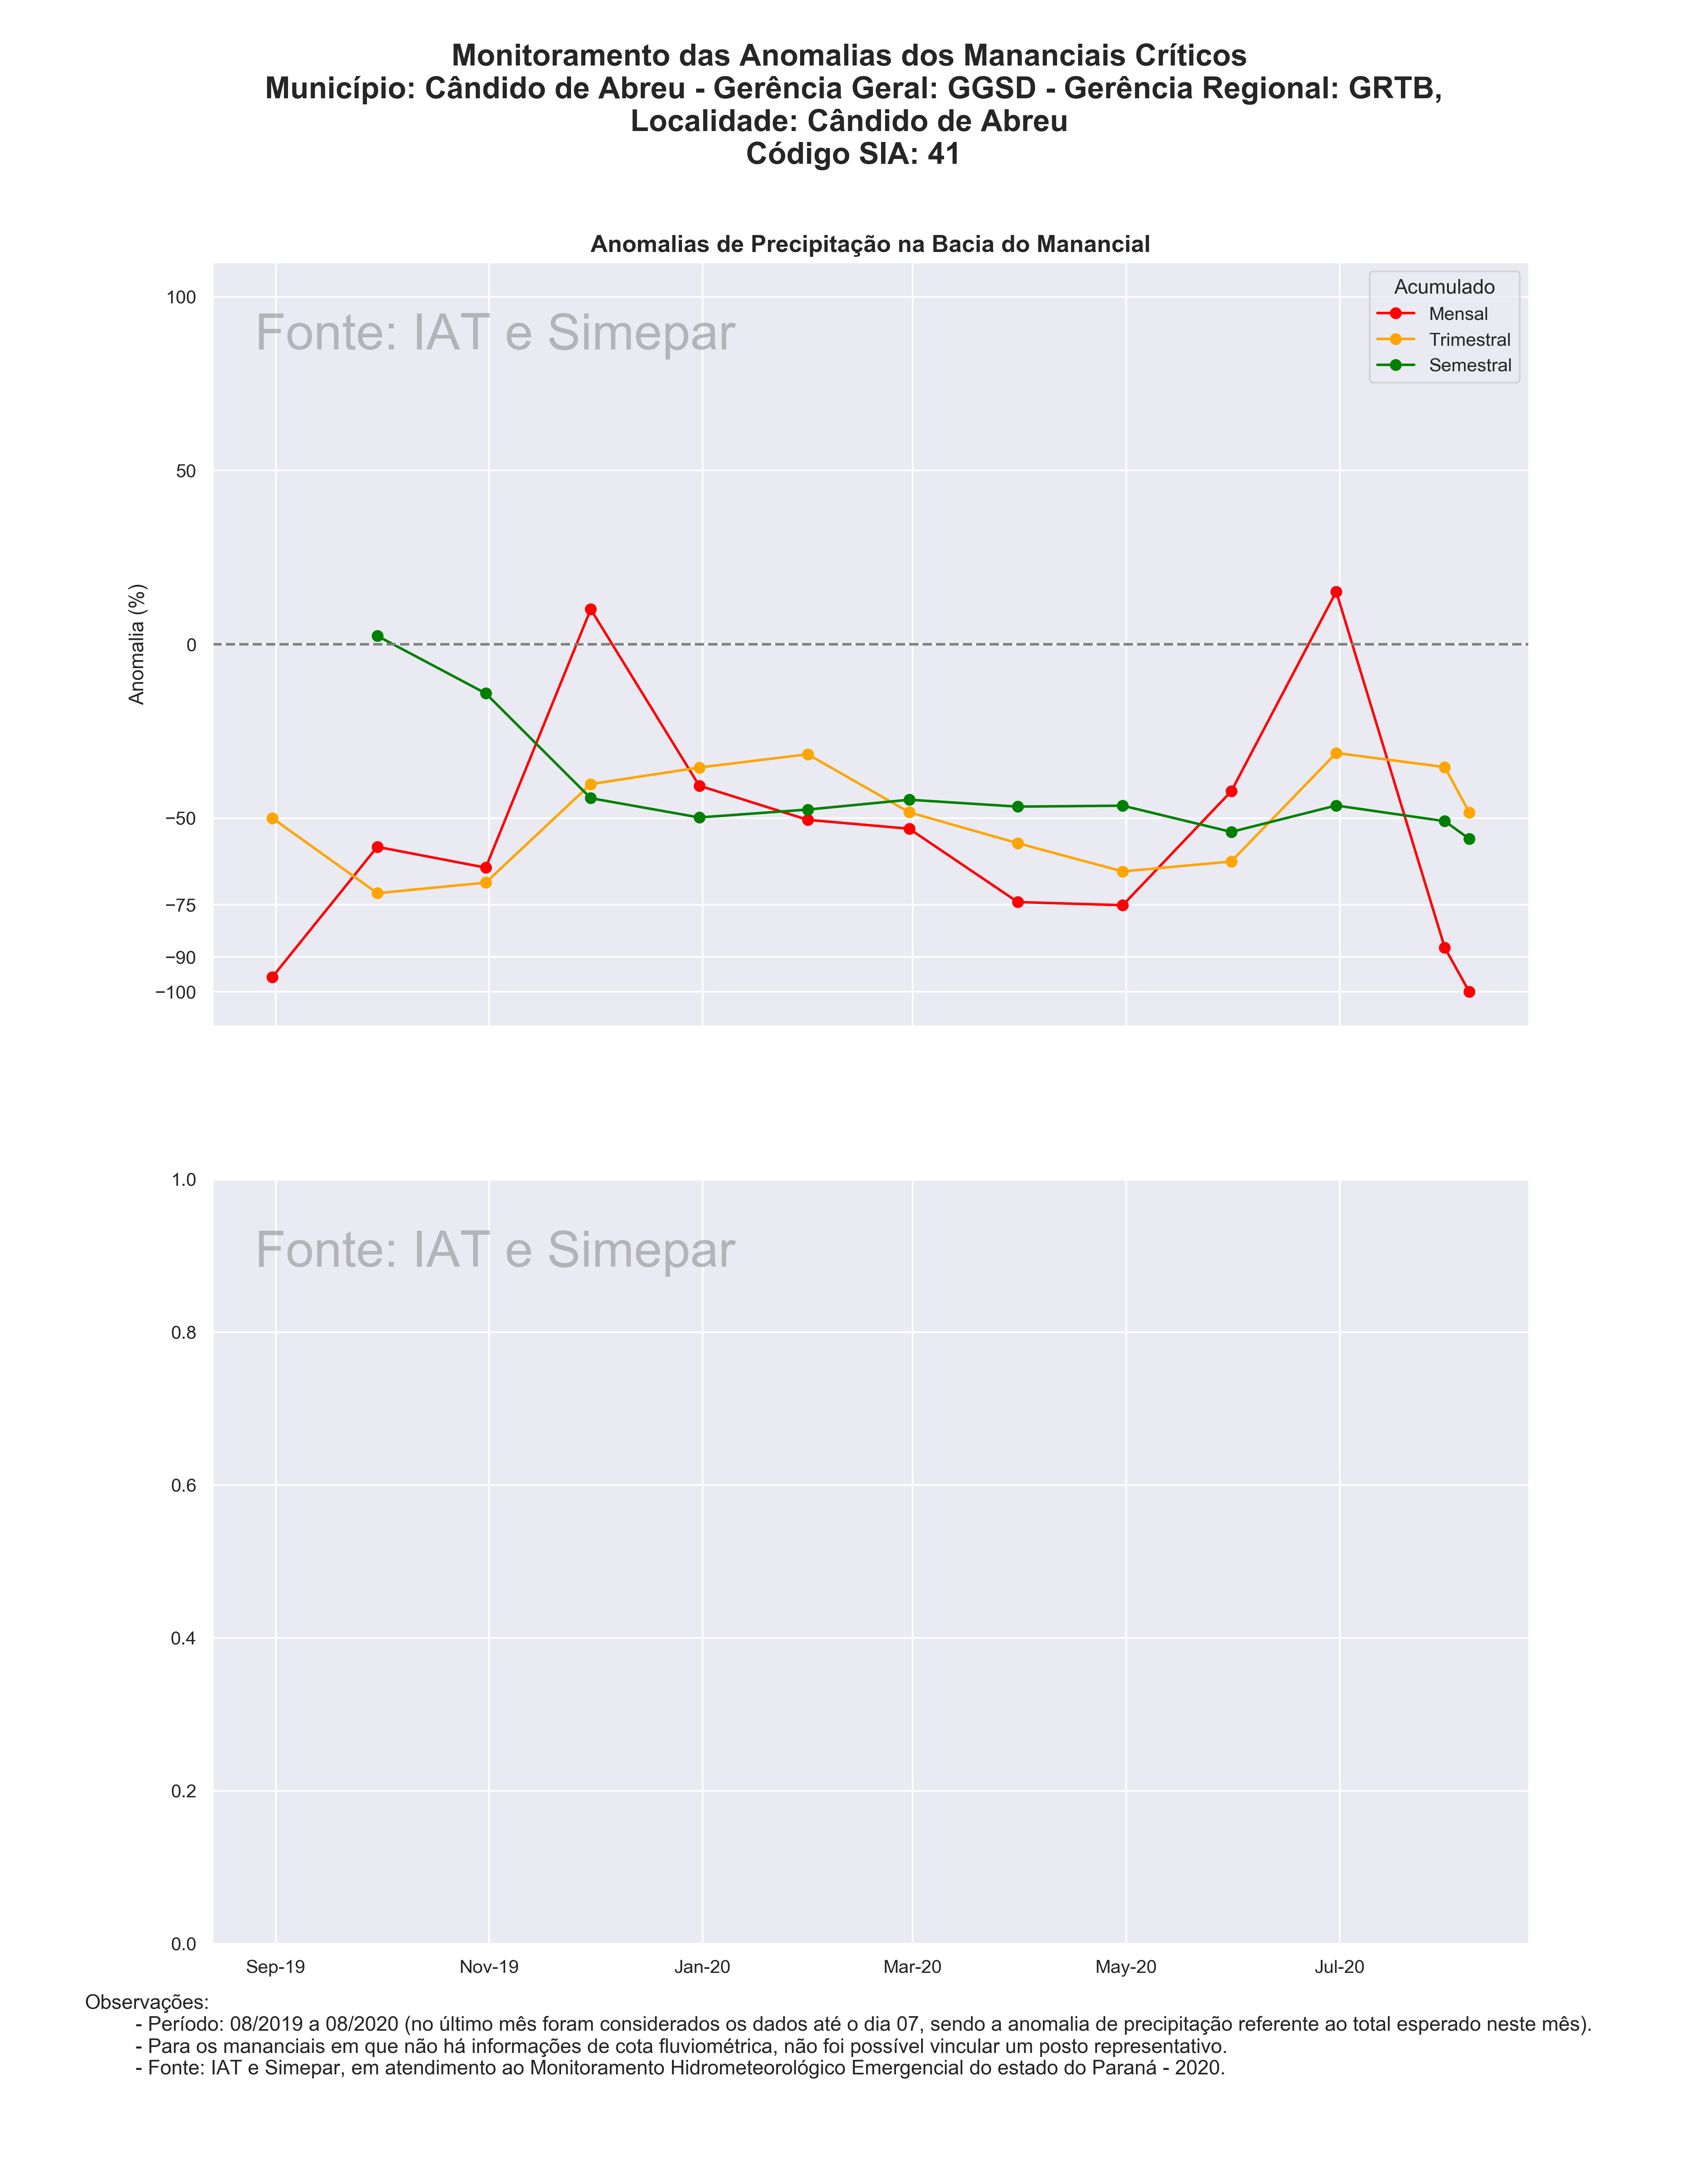 Monitoramento das Anomalias dos Mananciais Críticos
Município: Cândido de Abreu - Gerência Geral: GGSD - Gerência Regional: GRTB,
Localidade: Cândido de Abreu
Código SIA: 41
Anomalias de Precipitação na Bacia do Manancial
Fonte: IAT e Simepar
Acumulado
Mensal
Trimestral
Semestral
Anomalia (%)
100
50
0
−50
−75
−90
−100
Fonte: IAT e Simepar
1.0
0.8
0.6
0.4
0.2
0.0
Sep-19 Nov-19 Jan-20 Mar-20 May-20 Jul-20
Observações:
- Período: 08/2019 a 08/2020 (no último mês foram considerados os dados até o dia 07, sendo a anomalia de precipitação referente ao total esperado neste mês).
- Para os mananciais em que não há informações de cota fluviométrica, não foi possível vincular um posto representativo.
- Fonte: IAT e Simepar, em atendimento ao Monitoramento Hidrometeorológico Emergencial do estado do Paraná - 2020.